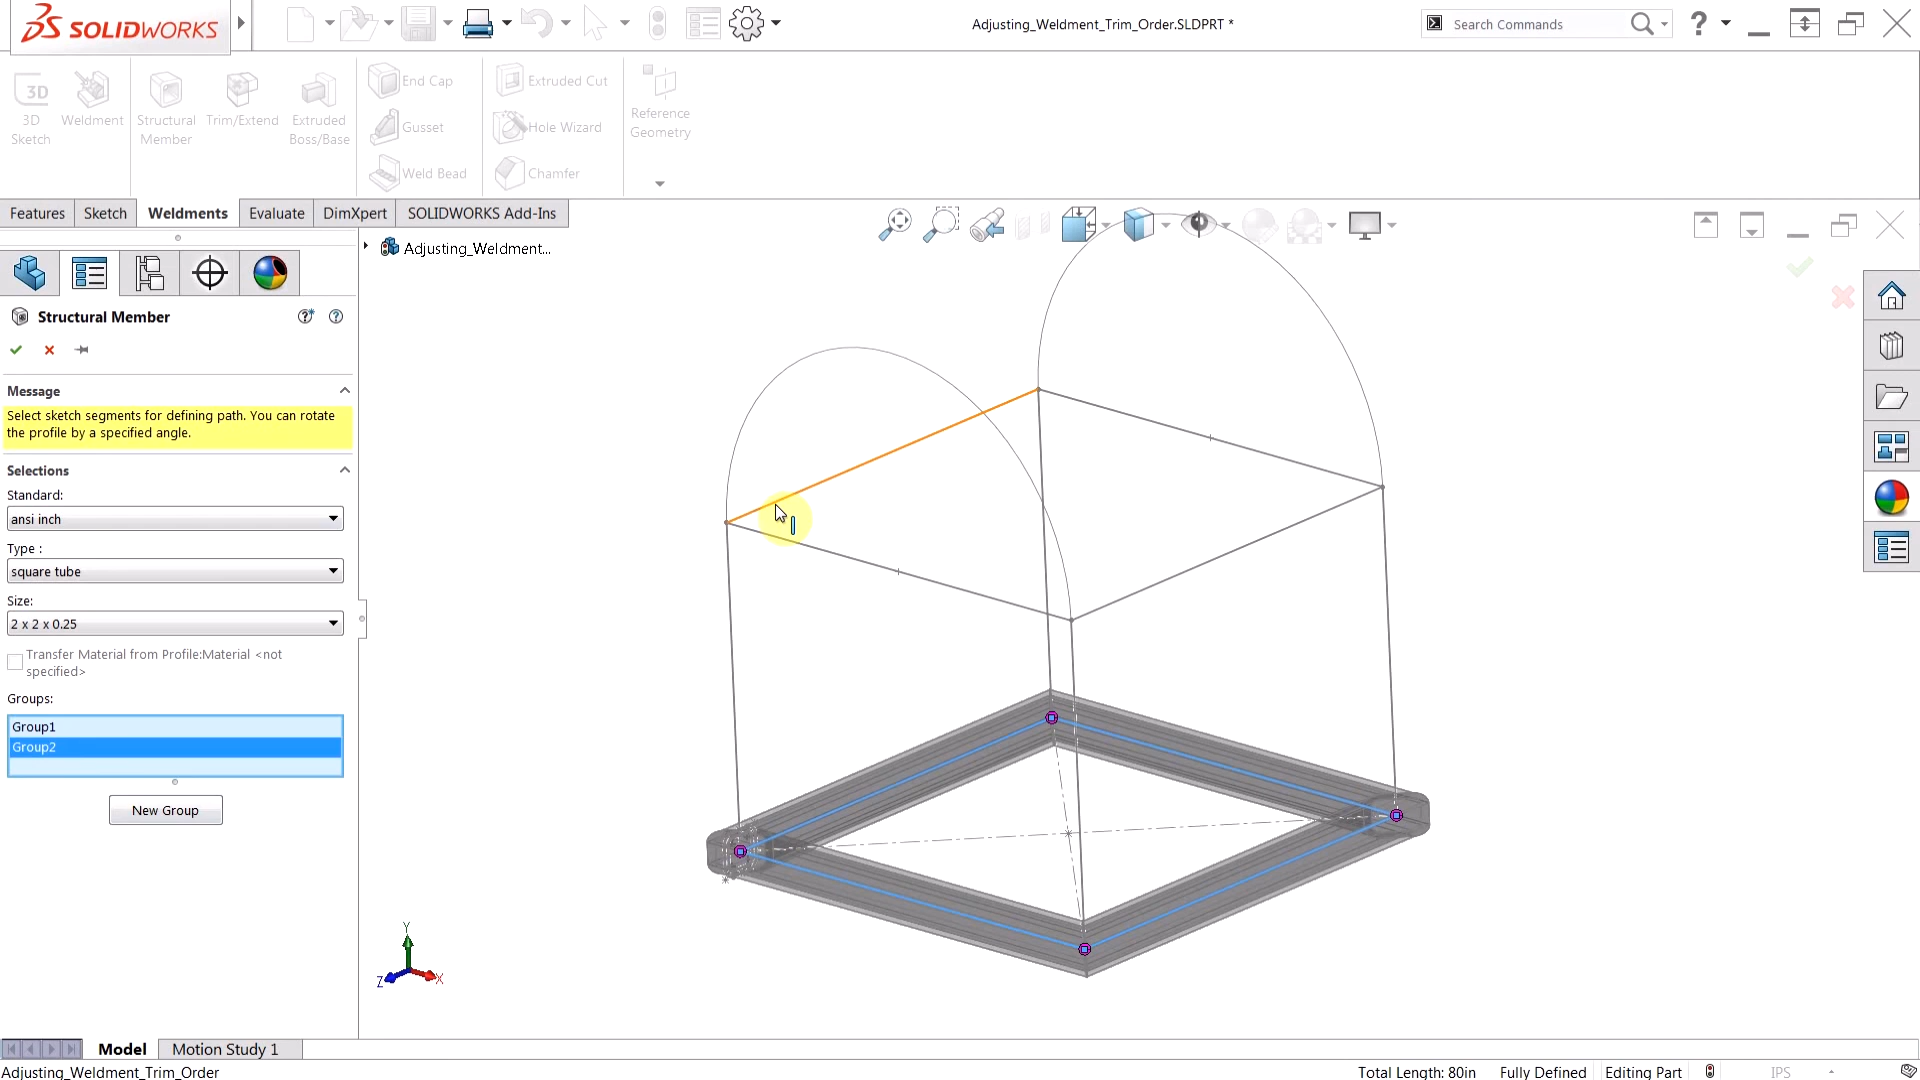 SOLIDWORKS
Adjusting_Weldment_Trim_Order.SLDPRT *
Search Commands
?
3D
3D
Sketch
Weldment
Structural
Member
Trim/Extend
Extruded
Boss/Base
End Cap
Gusset
Weld Bead
Extruded Cut
Hole Wizard
Chamfer
Reference
Geometry
Features
Sketch
Weldments
Evaluate
DimXpert
SOLIDWORKS Add-Ins
Adjusting_Weldment...
Structural Member
Message
Select sketch segments for defining path. You can rotate
the profile by a specified angle.
Selections
Standard:
ansi inch
Type :
square tube
Size:
2 x 2 x 0.25
Transfer Material from Profile:Material <not
specified>
Groups:
Group1
Group2
New Group
Y
Z
X
Model
Motion Study 1
Adjusting_Weldment_Trim_Order
Total Length: 80in
Fully Defined
Editing Part
IPS